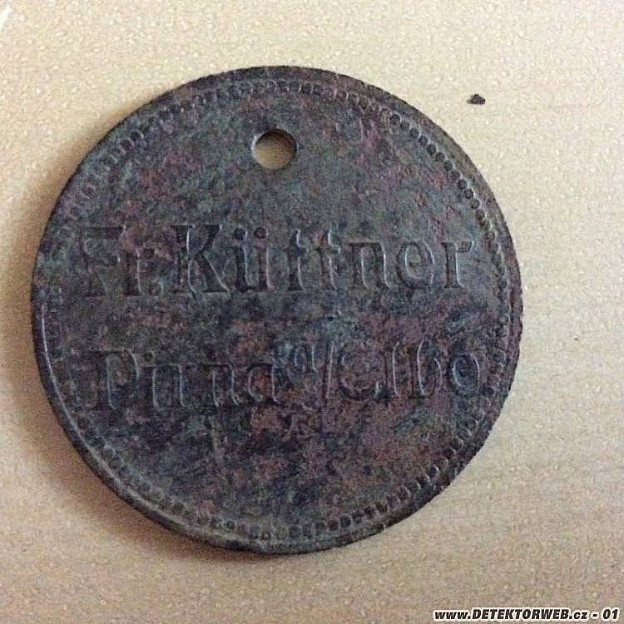 Fr. Küttner
Pirna a/Elbe
www.DETEKTORWEB.cz - 01